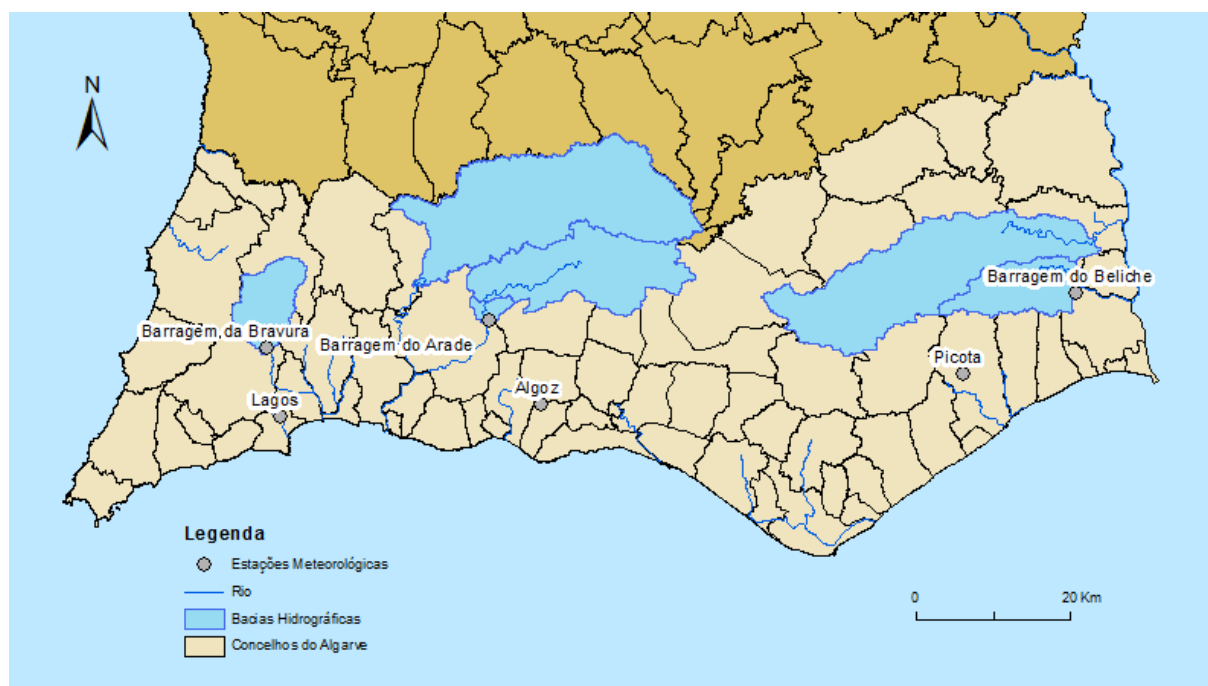 N
Barragem do Beliche
Barragem da Bravura
Barragem do Arade
Picota
Algoz
Lagos
Legenda
Estações Meteorológicas
Rio
Bacias Hidrográficas
Concelhos do Algarve
0
20 Km